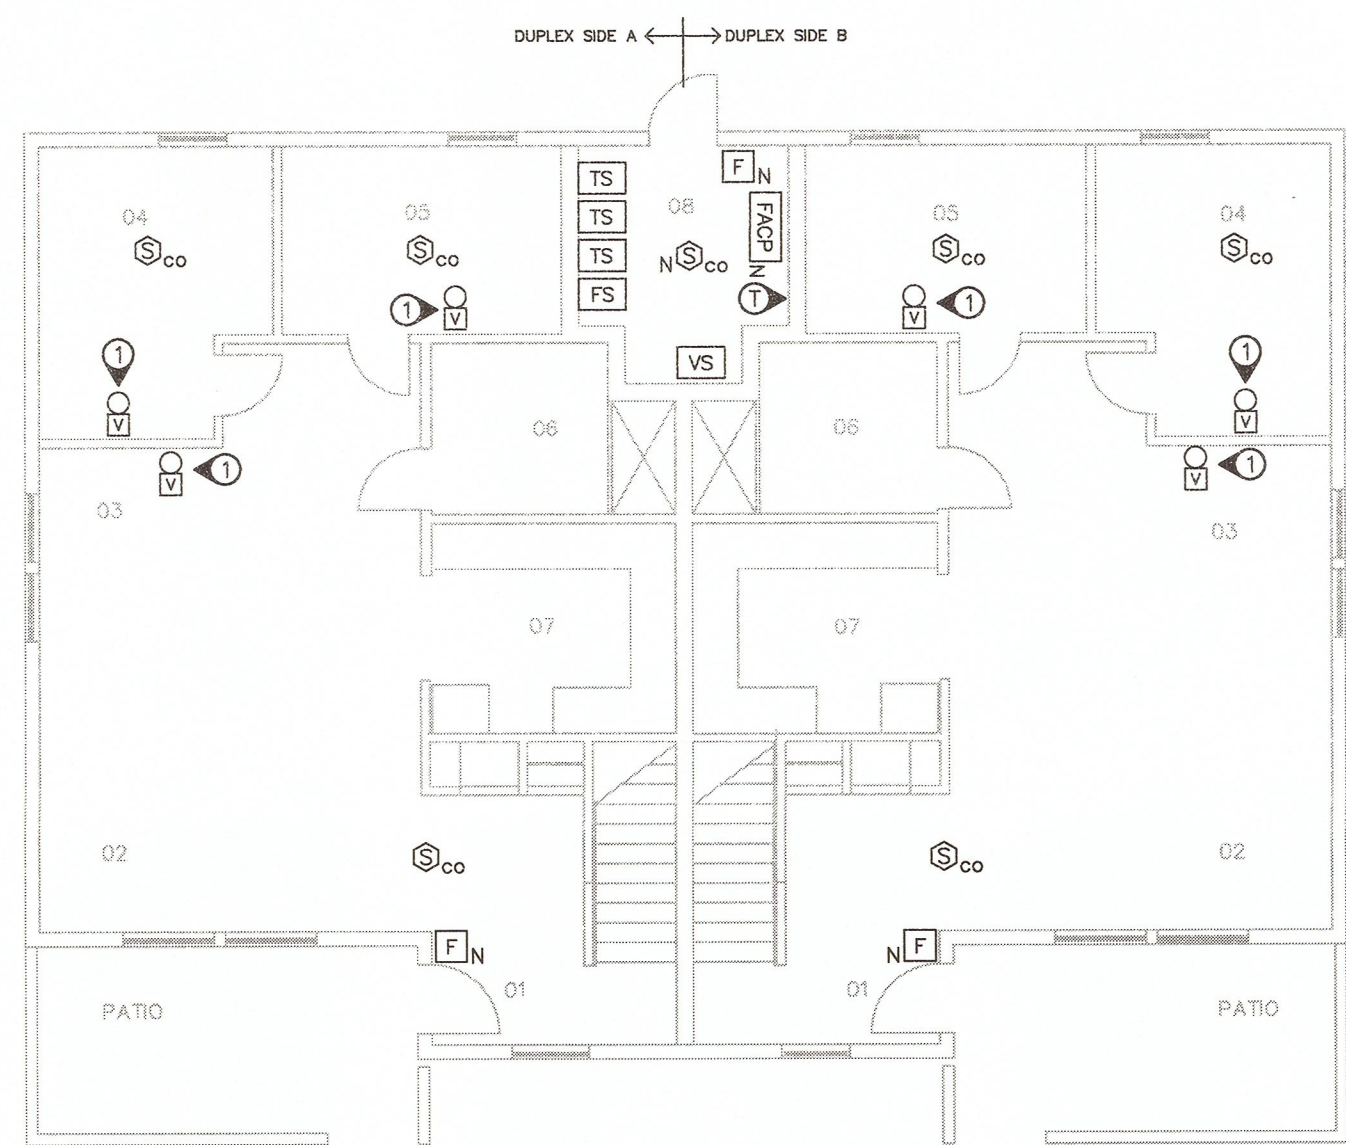 DUPLEX SIDE A
DUPLEX SIDE B
TS
F N
04
05
08
05
04
TS
FACP
N
S CO
S CO
TS
N S CO
S CO
S CO
FS
T
1
V
1
V
VS
1
V
1
V
06
06
1
V
1
V
03
03
07
07
02
S CO
S CO
02
F N
N F
01
01
PATIO
PATIO